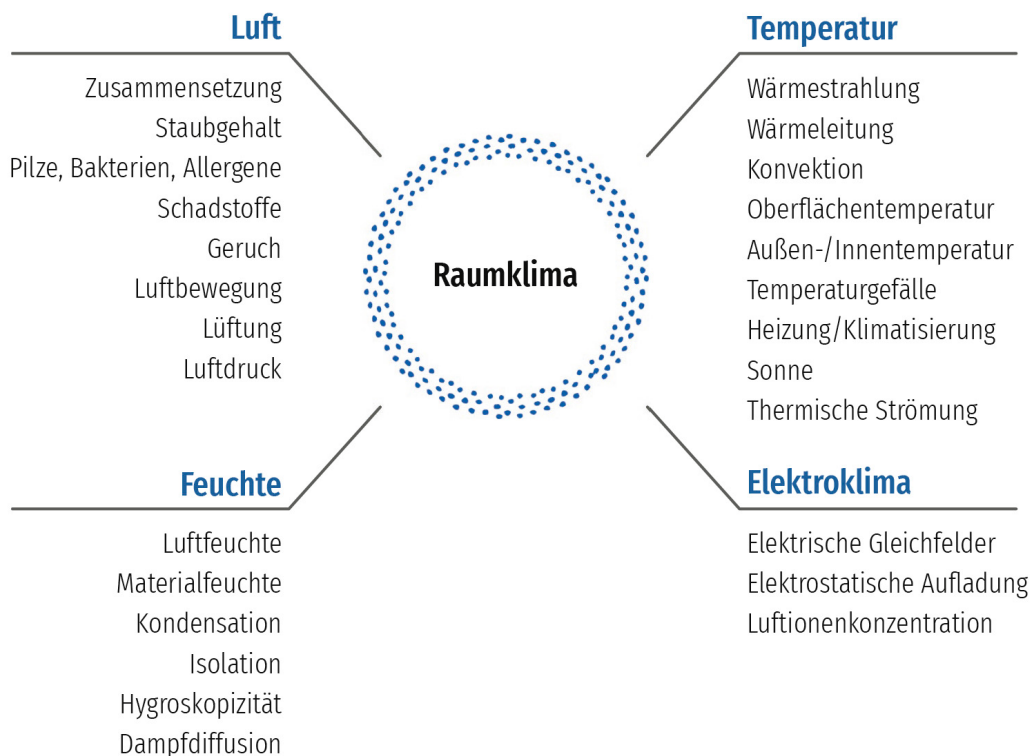 Luft
Zusammensetzung
Staubgehalt
Pilze, Bakterien, Allergene
Schadstoffe
Geruch
Luftbewegung
Lüftung
Luftdruck
Temperatur
Wärmestrahlung
Wärmeleitung
Konvektion
Oberflächentemperatur
Außen-/Innentemperatur
Temperaturgefälle
Heizung/Klimatisierung
Sonne
Thermische Strömung
Raumklima
Feuchte
Luftfeuchte
Materialfeuchte
Kondensation
Isolation
Hygroskopizität
Dampfdiffusion
Elektroklima
Elektrische Gleichfelder
Elektrostatische Aufladung
Luftionenkonzentration